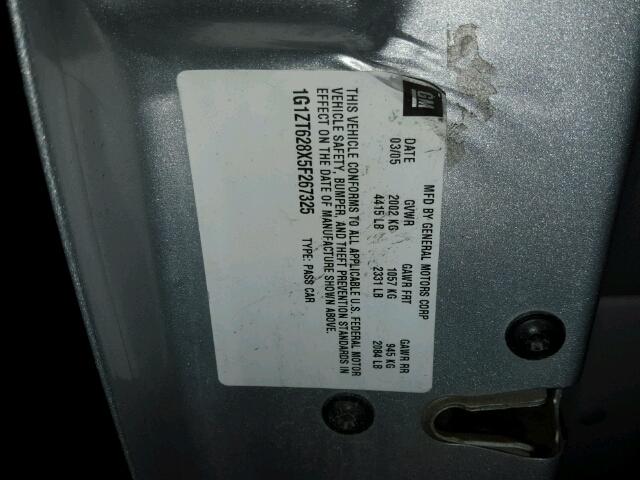 GM
MFD BY GENERAL MOTORS CORP
DATE GVWR GAWR FRT GAWR RR
03/05 2002 KG 1057 KG 945 KG
4415 LB 2331 LB 2084 LB
THIS VEHICLE CONFORMS TO ALL APPLICABLE U.S. FEDERAL MOTOR
VEHICLE SAFETY, BUMPER, AND THEFT PREVENTION STANDARDS IN
EFFECT ON THE DATE OF MANUFACTURE SHOWN ABOVE.
1G1ZT628X5F267325 TYPE: PASS CAR